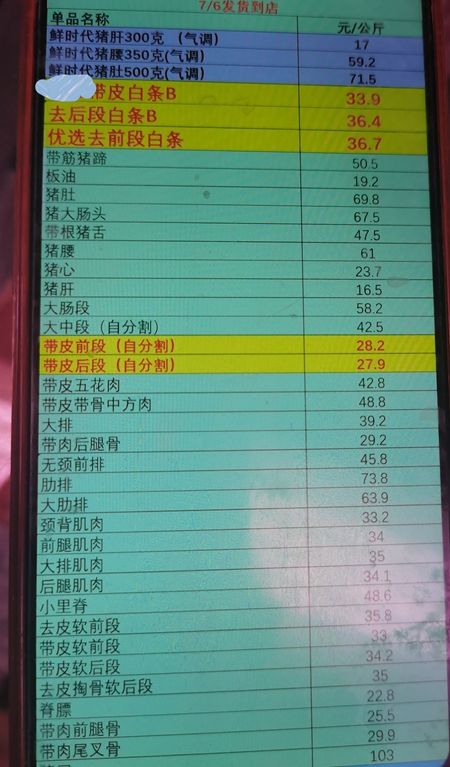 7/6发货到店
单品名称 元/公斤
鲜时代猪肝300克 （气调） 17
鲜时代猪腰350克(气调) 59.2
鲜时代猪肚500克(气调) 71.5
带皮白条B 33.9
去后段白条B 36.4
优选去前段白条 36.7
带筋猪蹄 50.5
板油 19.2
猪肚 69.8
猪大肠头 67.5
带根猪舌 47.5
猪腰 61
猪心 23.7
猪肝 16.5
大肠段 58.2
大中段（自分割） 42.5
带皮前段（自分割） 28.2
带皮后段（自分割） 27.9
带皮五花肉 42.8
带皮带骨中方肉 48.8
大排 39.2
带肉后腿骨 29.2
无颈前排 45.8
肋排 73.8
大肋排 63.9
颈背肌肉 33.2
前腿肌肉 34
大排肌肉 35
后腿肌肉 34.1
小里脊 48.6
去皮软前段 35.8
带皮软前段 33
带皮软后段 34.2
去皮掏骨软后段 35
脊膘 22.8
带肉前腿骨 25.5
带肉尾叉骨 29.9
103